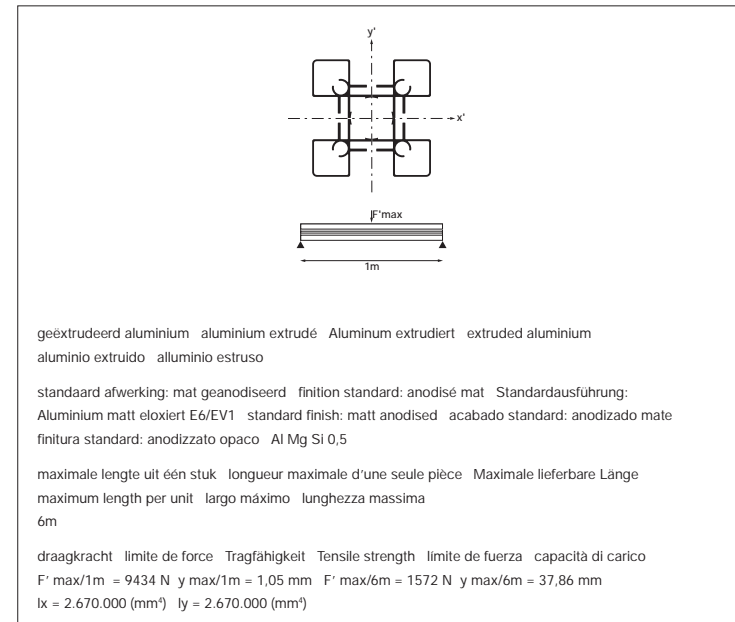 y'
x'
F'max
1m
geëxtrudeerd aluminium aluminium extrudé Aluminum extrudiert extruded aluminium
aluminio extruido alluminio estruso
standaard afwerking: mat geanodiseerd finition standard: anodisé mat Standardausführung:
Aluminium matt eloxiert E6/EV1 standard finish: matt anodised acabado standard: anodizado mate
finitura standard: anodizzato opaco Al Mg Si 0,5
maximale lengte uit één stuk longueur maximale d'une seule pièce Maximale lieferbare Länge
maximum length per unit largo máximo lunghezza massima
6m
draagkracht limite de force Tragfähigkeit Tensile strength límite de fuerza capacità di carico
F' max/1m = 9434 N y max/1m = 1,05 mm F' max/6m = 1572 N y max/6m = 37,86 mm
Ix = 2.670.000 (mm⁴) Iy = 2.670.000 (mm⁴)